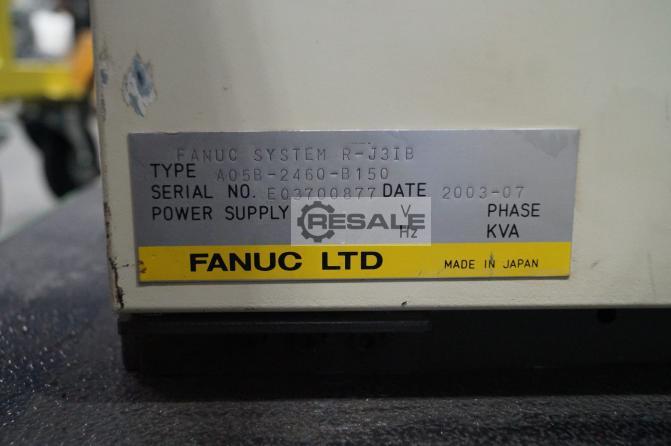 FANUC SYSTEM R-J3IB
TYPE A05B-2460-B150
SERIAL NO. E03700877 DATE 2003-07
POWER SUPPLY V PHASE
Hz KVA
RESALE
FANUC LTD MADE IN JAPAN